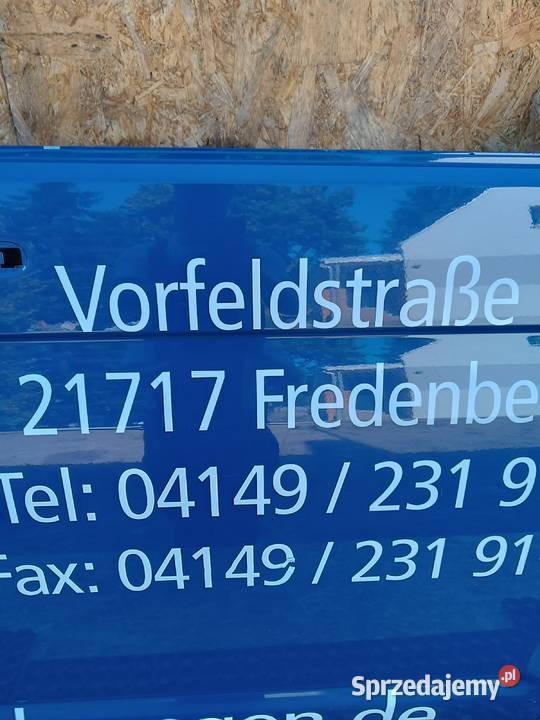 Vorfeldstraße
21717 Fredenbe
Tel: 04149 / 231 9
Fax: 04149 / 231 91
Sprzedajemy.pl